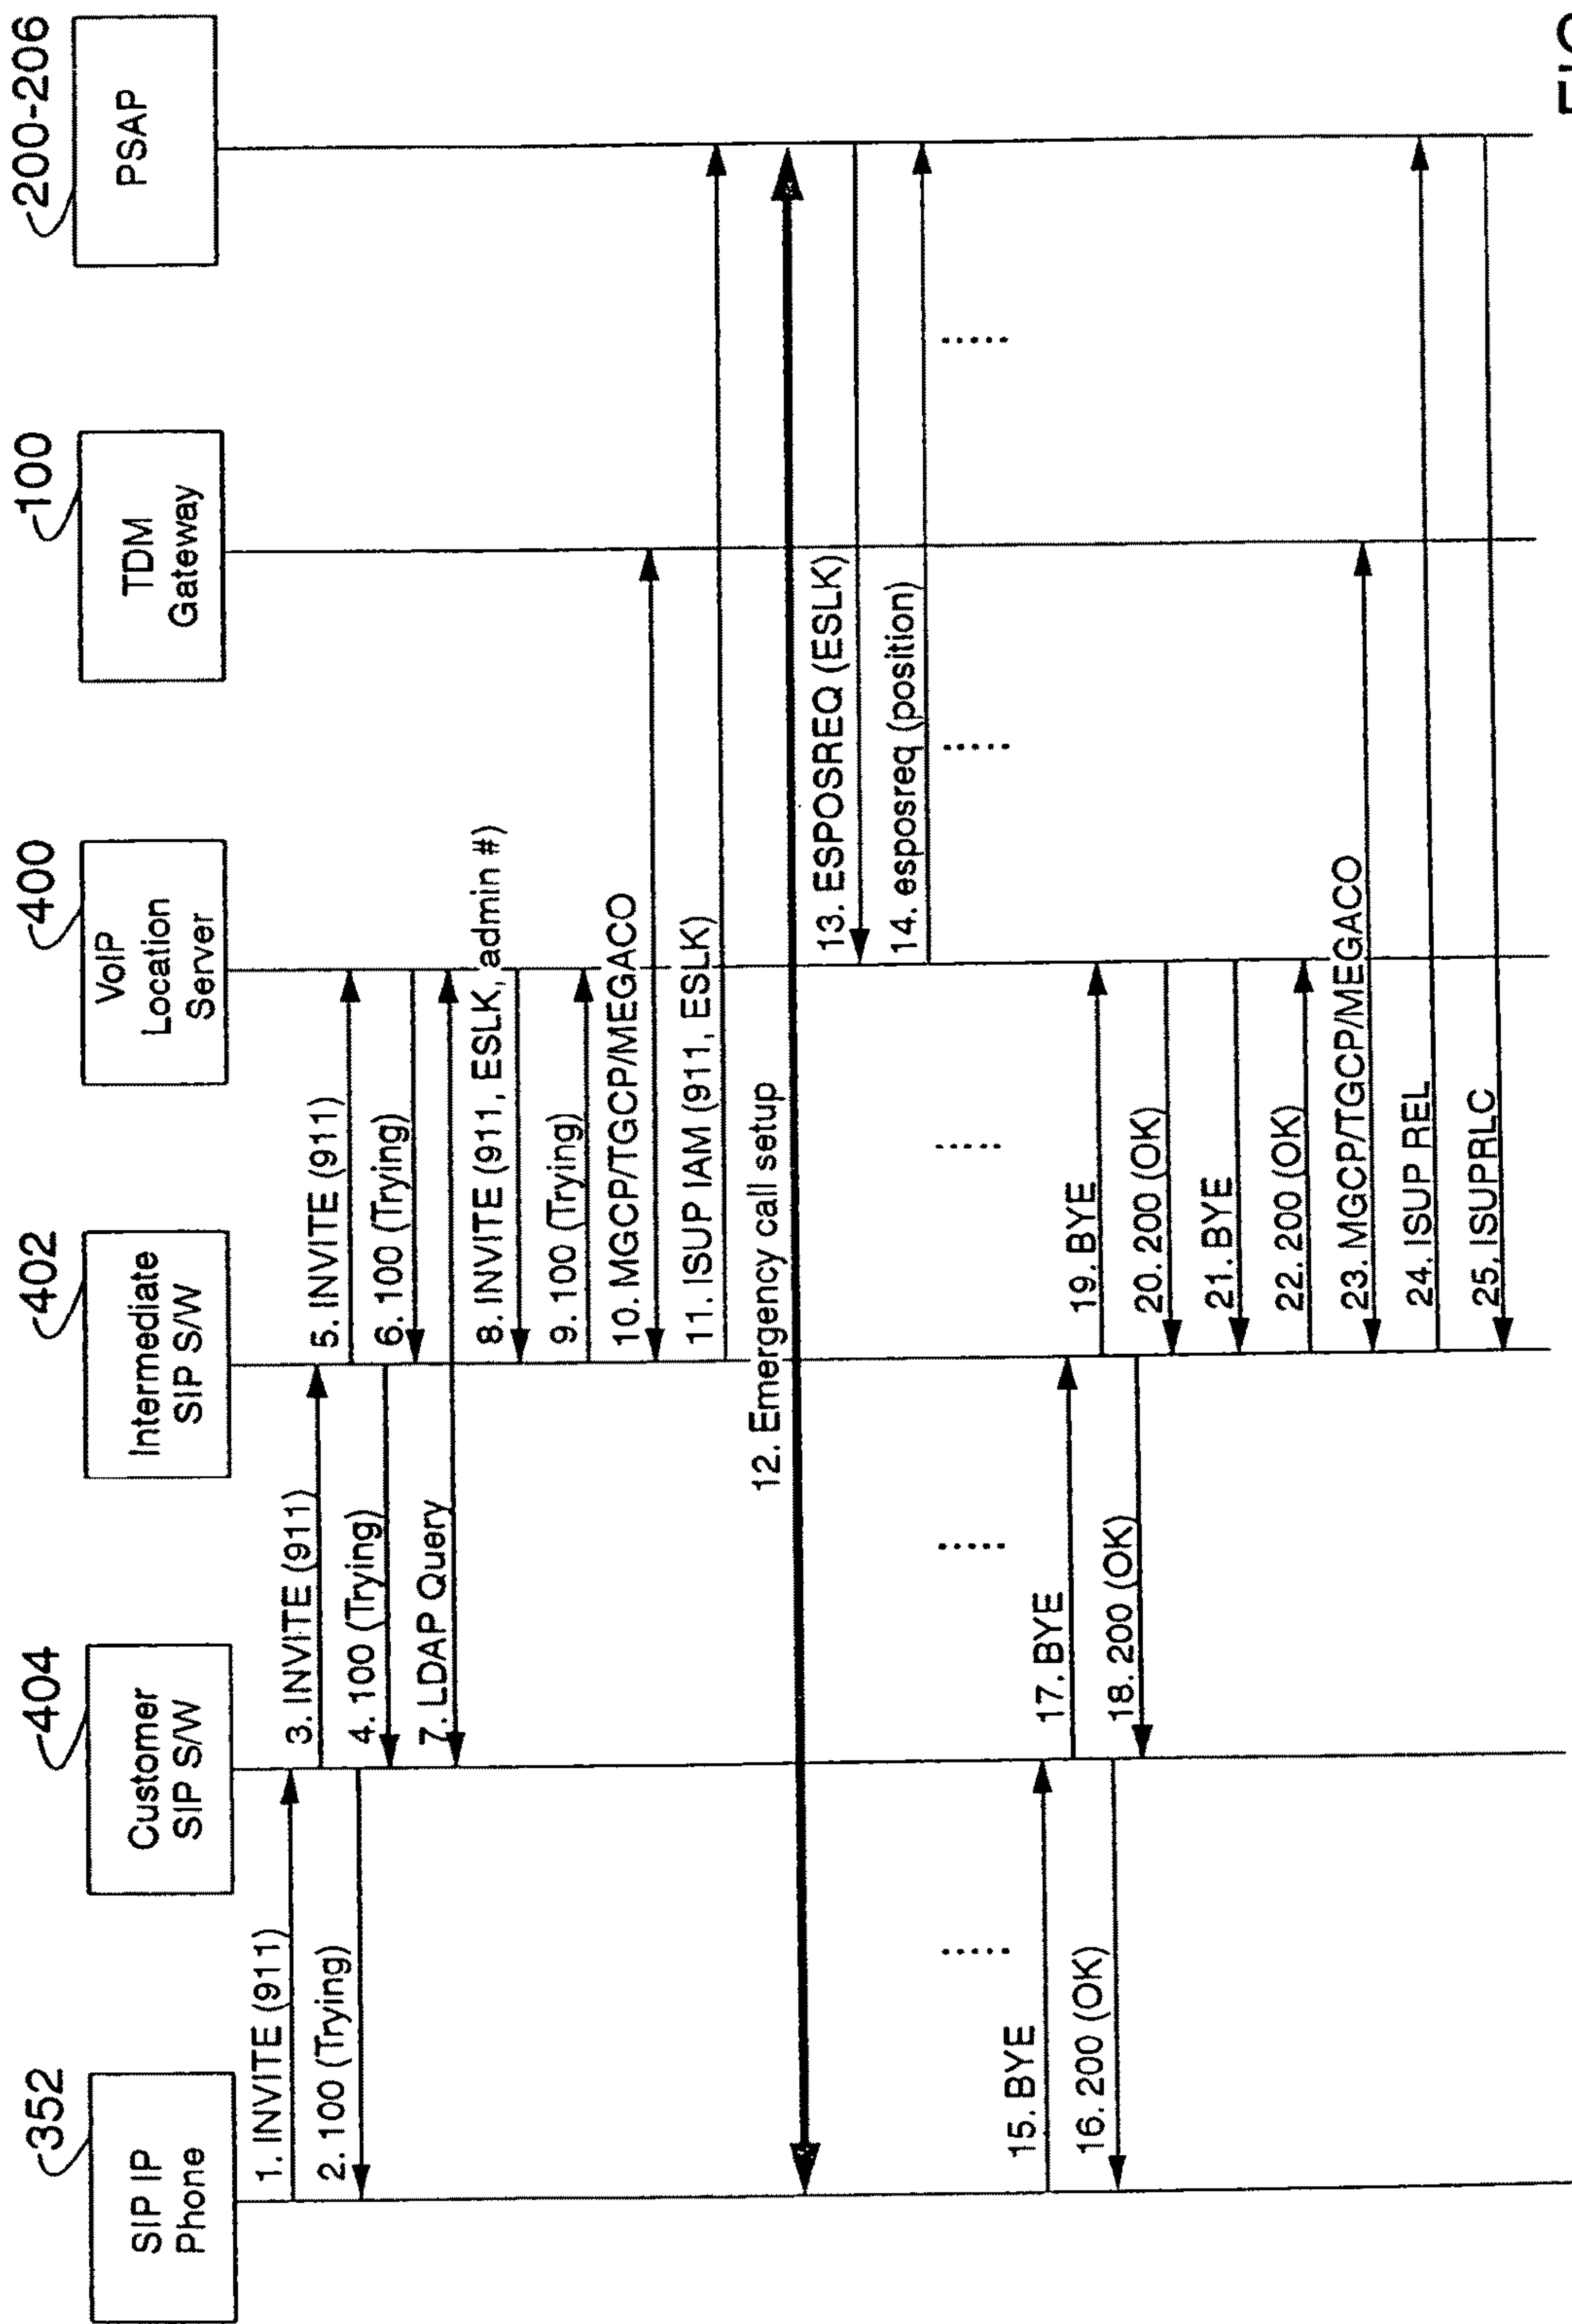 352
SIP IP
Phone
404
Customer
SIP S/W
402
Intermediate
SIP S/W
400
VoIP
Location
Server
100
TDM
Gateway
200-206
PSAP
1. INVITE (911)
2. 100 (Trying)
3. INVITE (911)
4. 100 (Trying)
5. INVITE (911)
6. 100 (Trying)
7. LDAP Query
8. INVITE (911, ESLK, admin #)
9. 100 (Trying)
10. MGCP/TGCP/MEGACO
11. ISUP IAM (911, ESLK)
12. Emergency call setup
13. ESPOSREQ (ESLK)
14. esposreq (position)
15. BYE
16. 200 (OK)
17. BYE
18. 200 (OK)
19. BYE
20. 200 (OK)
21. BYE
22. 200 (OK)
23. MGCP/TGCP/MEGACO
24. ISUP REL
25. ISUPRLC